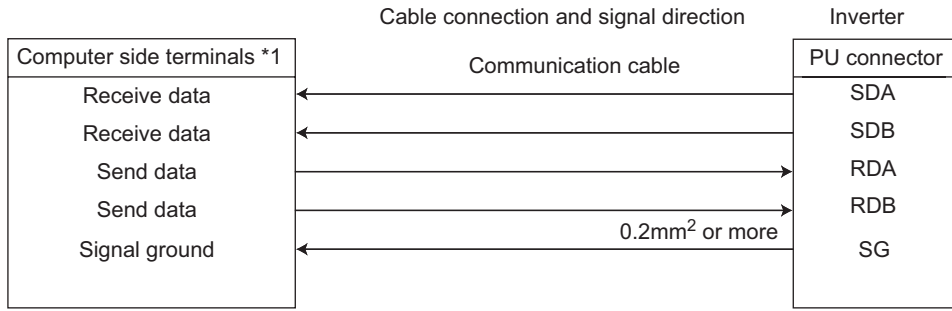 Cable connection and signal direction Inverter
Computer side terminals *1 Communication cable PU connector
Receive data SDA
Receive data SDB
Send data RDA
Send data RDB
0.2mm² or more
Signal ground SG